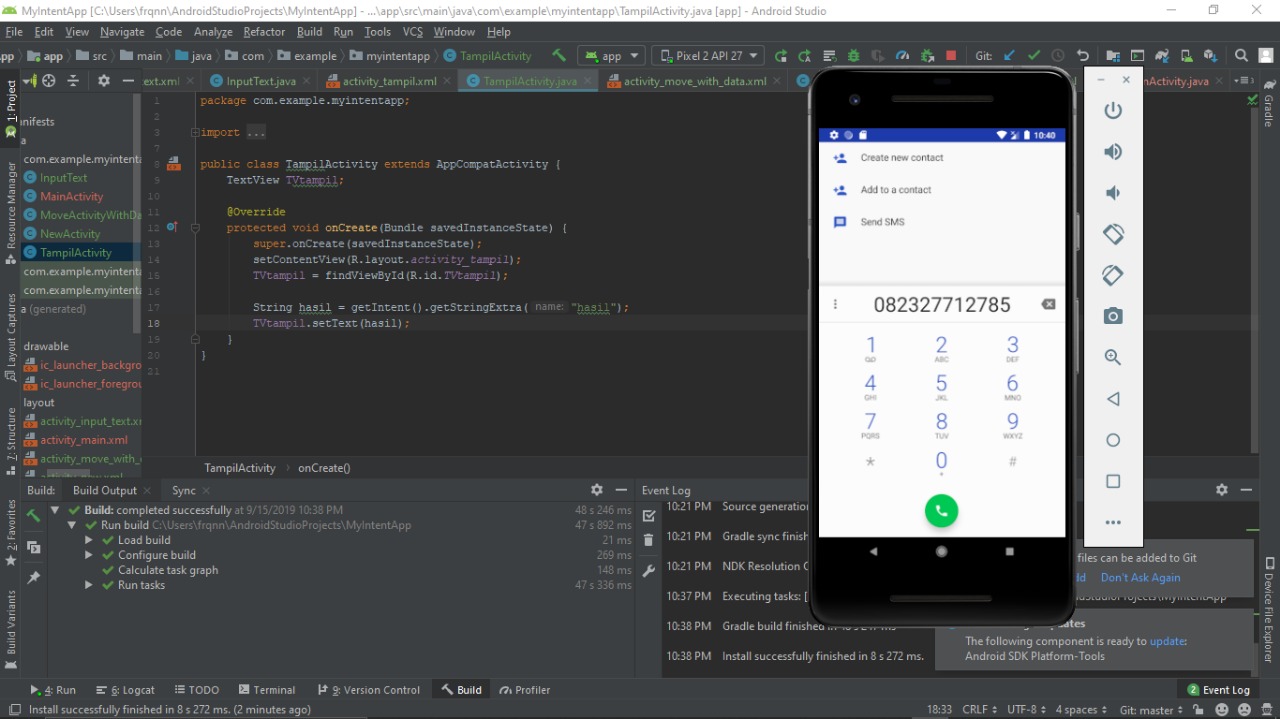 MyIntentApp [C:\Users\frqnn\AndroidStudioProjects\MyIntentApp] - ...\app\src\main\java\com\example\myintentapp\TampilActivity.java [app] - Android Studio
File Edit View Navigate Code Analyze Refactor Build Run Tools VCS Window Help
pp app src main java com example myintentapp TampilActivity app Pixel 2 API 27 Git:
ext.xml InputText.java activity_tampil.xml TampilActivity.java activity_move_with_data.xml nActivity.java
1: Project
Resource Manager
Layout Captures
7: Structure
2: Favorites
Build Variants
Gradle
Device File Explorer
nifests
a
com.example.myintenta
InputText
MainActivity
MoveActivityWithDa
NewActivity
TampilActivity
com.example.myintenta
com.example.myintenta
a (generated)
drawable
ic_launcher_backgro
ic_launcher_foregrou
layout
activity_input_text.xm
activity_main.xml
activity_move_with_d
1 package com.example.myintentapp;
2
3 import ...
7
8 public class TampilActivity extends AppCompatActivity {
9 TextView TVtampil;
10
11 @Override
12 protected void onCreate(Bundle savedInstanceState) {
13 super.onCreate(savedInstanceState);
14 setContentView(R.layout.activity_tampil);
15 TVtampil = findViewById(R.id.TVtampil);
16
17 String hasil = getIntent().getStringExtra( name: "hasil");
18 TVtampil.setText(hasil);
19 }
20 }
21
TampilActivity › onCreate()
10:40
Create new contact
Add to a contact
Send SMS
082327712785
1 2 3
ABC DEF
4 5 6
GHI JKL MNO
7 8 9
PQRS TUV WXYZ
* 0 #
+
Build: Build Output Sync
Build: completed successfully at 9/15/2019 10:38 PM 48 s 246 ms
Run build C:\Users\frqnn\AndroidStudioProjects\MyIntentApp 47 s 892 ms
Load build 21 ms
Configure build 269 ms
Calculate task graph 148 ms
Run tasks 47 s 336 ms
Event Log
10:21 PM Source generation
10:21 PM Gradle sync finish
10:21 PM NDK Resolution O
10:37 PM Executing tasks: [
10:38 PM Gradle build finished in 48 s 247 ms
10:38 PM Install successfully finished in 8 s 272 ms.
files can be added to Git
dd Don't Ask Again
dStudioProjects\MyIntentApp
dates
The following component is ready to update:
Android SDK Platform-Tools
4: Run 6: Logcat TODO Terminal 9: Version Control Build Profiler 2 Event Log
Install successfully finished in 8 s 272 ms. (2 minutes ago) 18:33 CRLF UTF-8 4 spaces Git: master